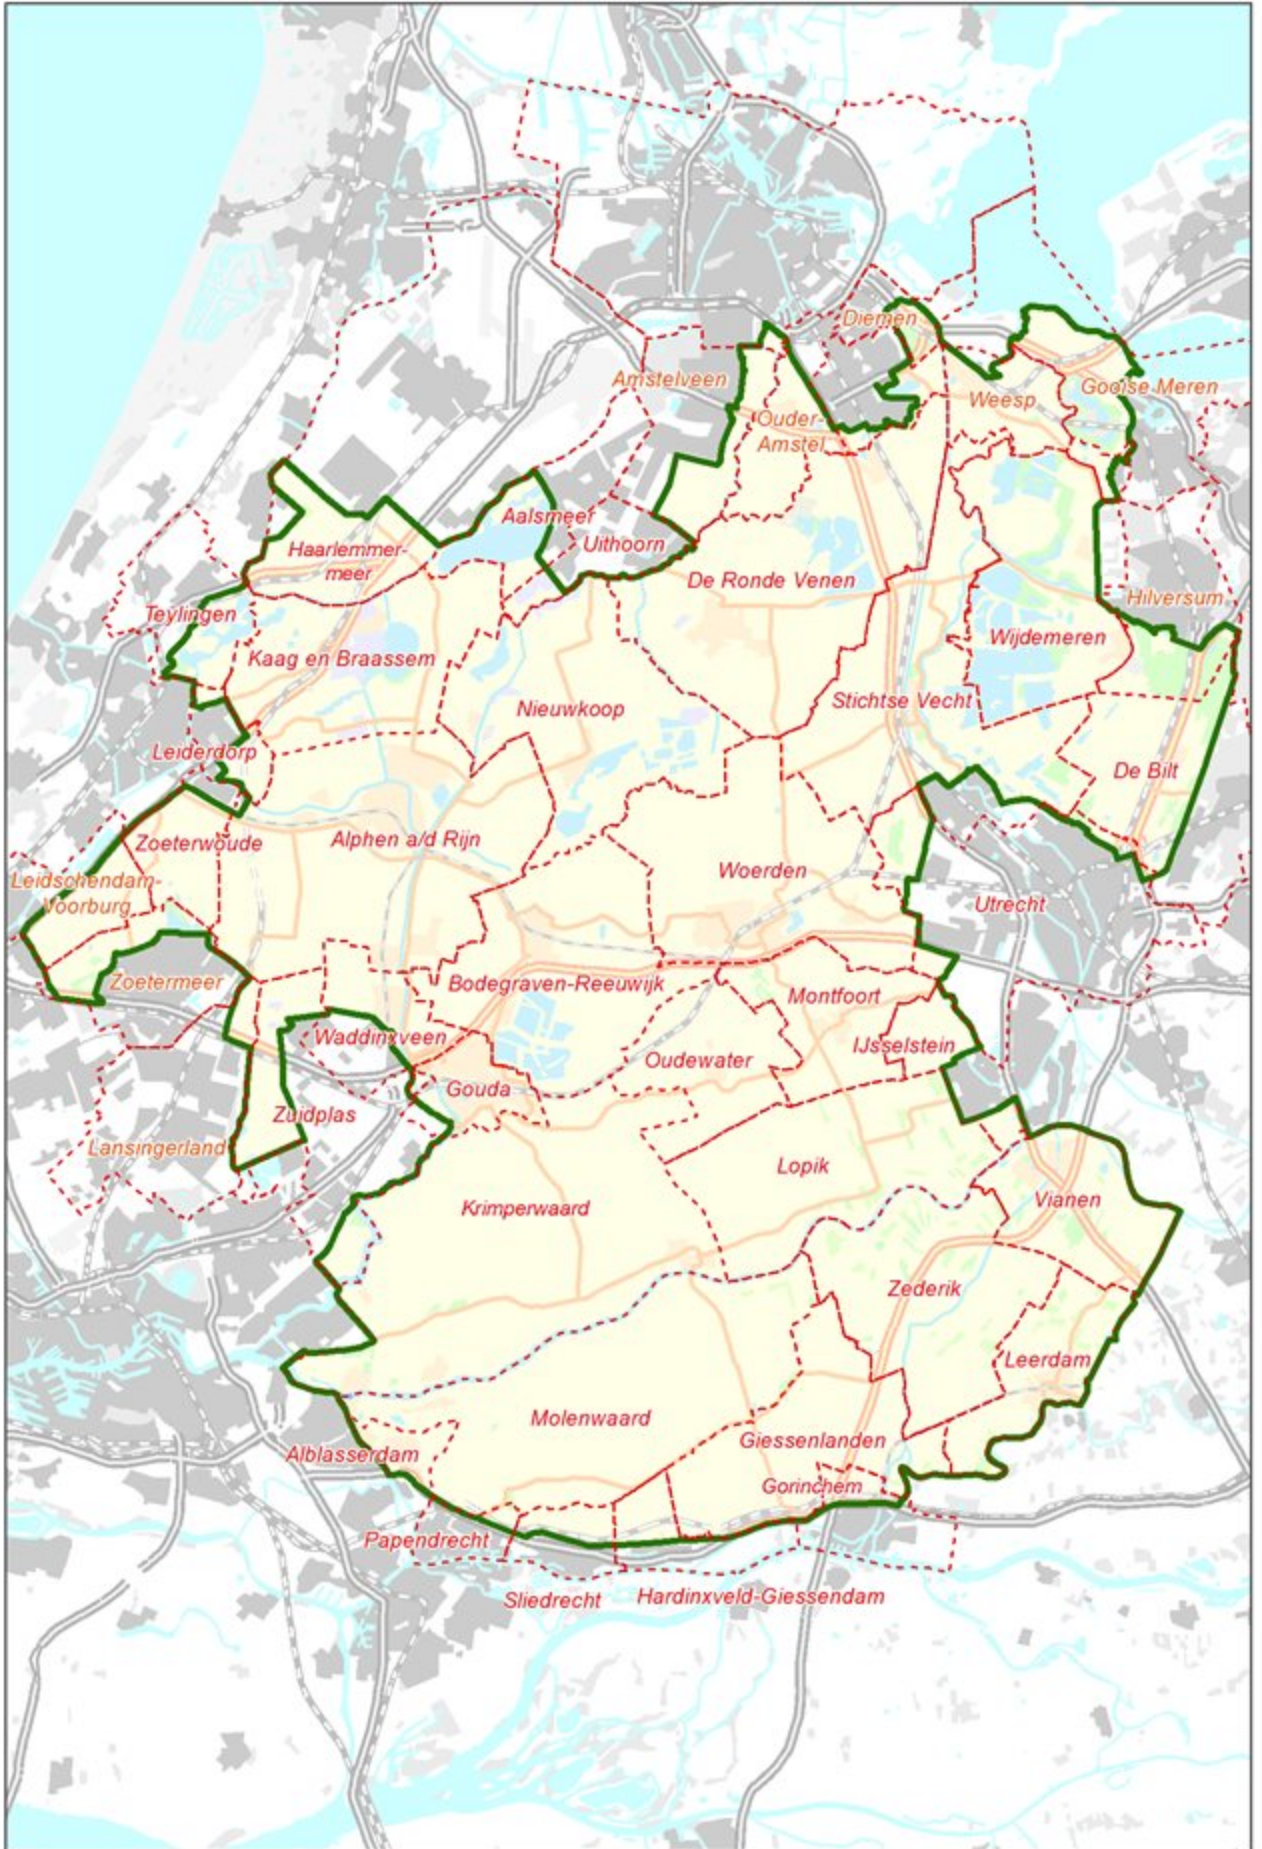 Diemen
Amstelveen
Gooise Meren
Weesp
Ouder-
Amstel
Aalsmeer
Uithoorn
Haarlemmer-
meer
De Ronde Venen
Hilversum
Teylingen
Wijdemeren
Kaag en Braassem
Stichtse Vecht
Nieuwkoop
Leiderdorp
De Bilt
Zoeterwoude
Alphen a/d Rijn
Woerden
Leidschendam-
Voorburg
Utrecht
Zoetermeer
Bodegraven-Reeuwijk
Montfoort
Waddinxveen
IJsselstein
Oudewater
Gouda
Zuidplas
Lansingerland
Lopik
Krimperwaard
Vianen
Zederik
Leerdam
Molenwaard
Giessenlanden
Alblasserdam
Gorinchem
Papendrecht
Sliedrecht
Hardinxveld-Giessendam